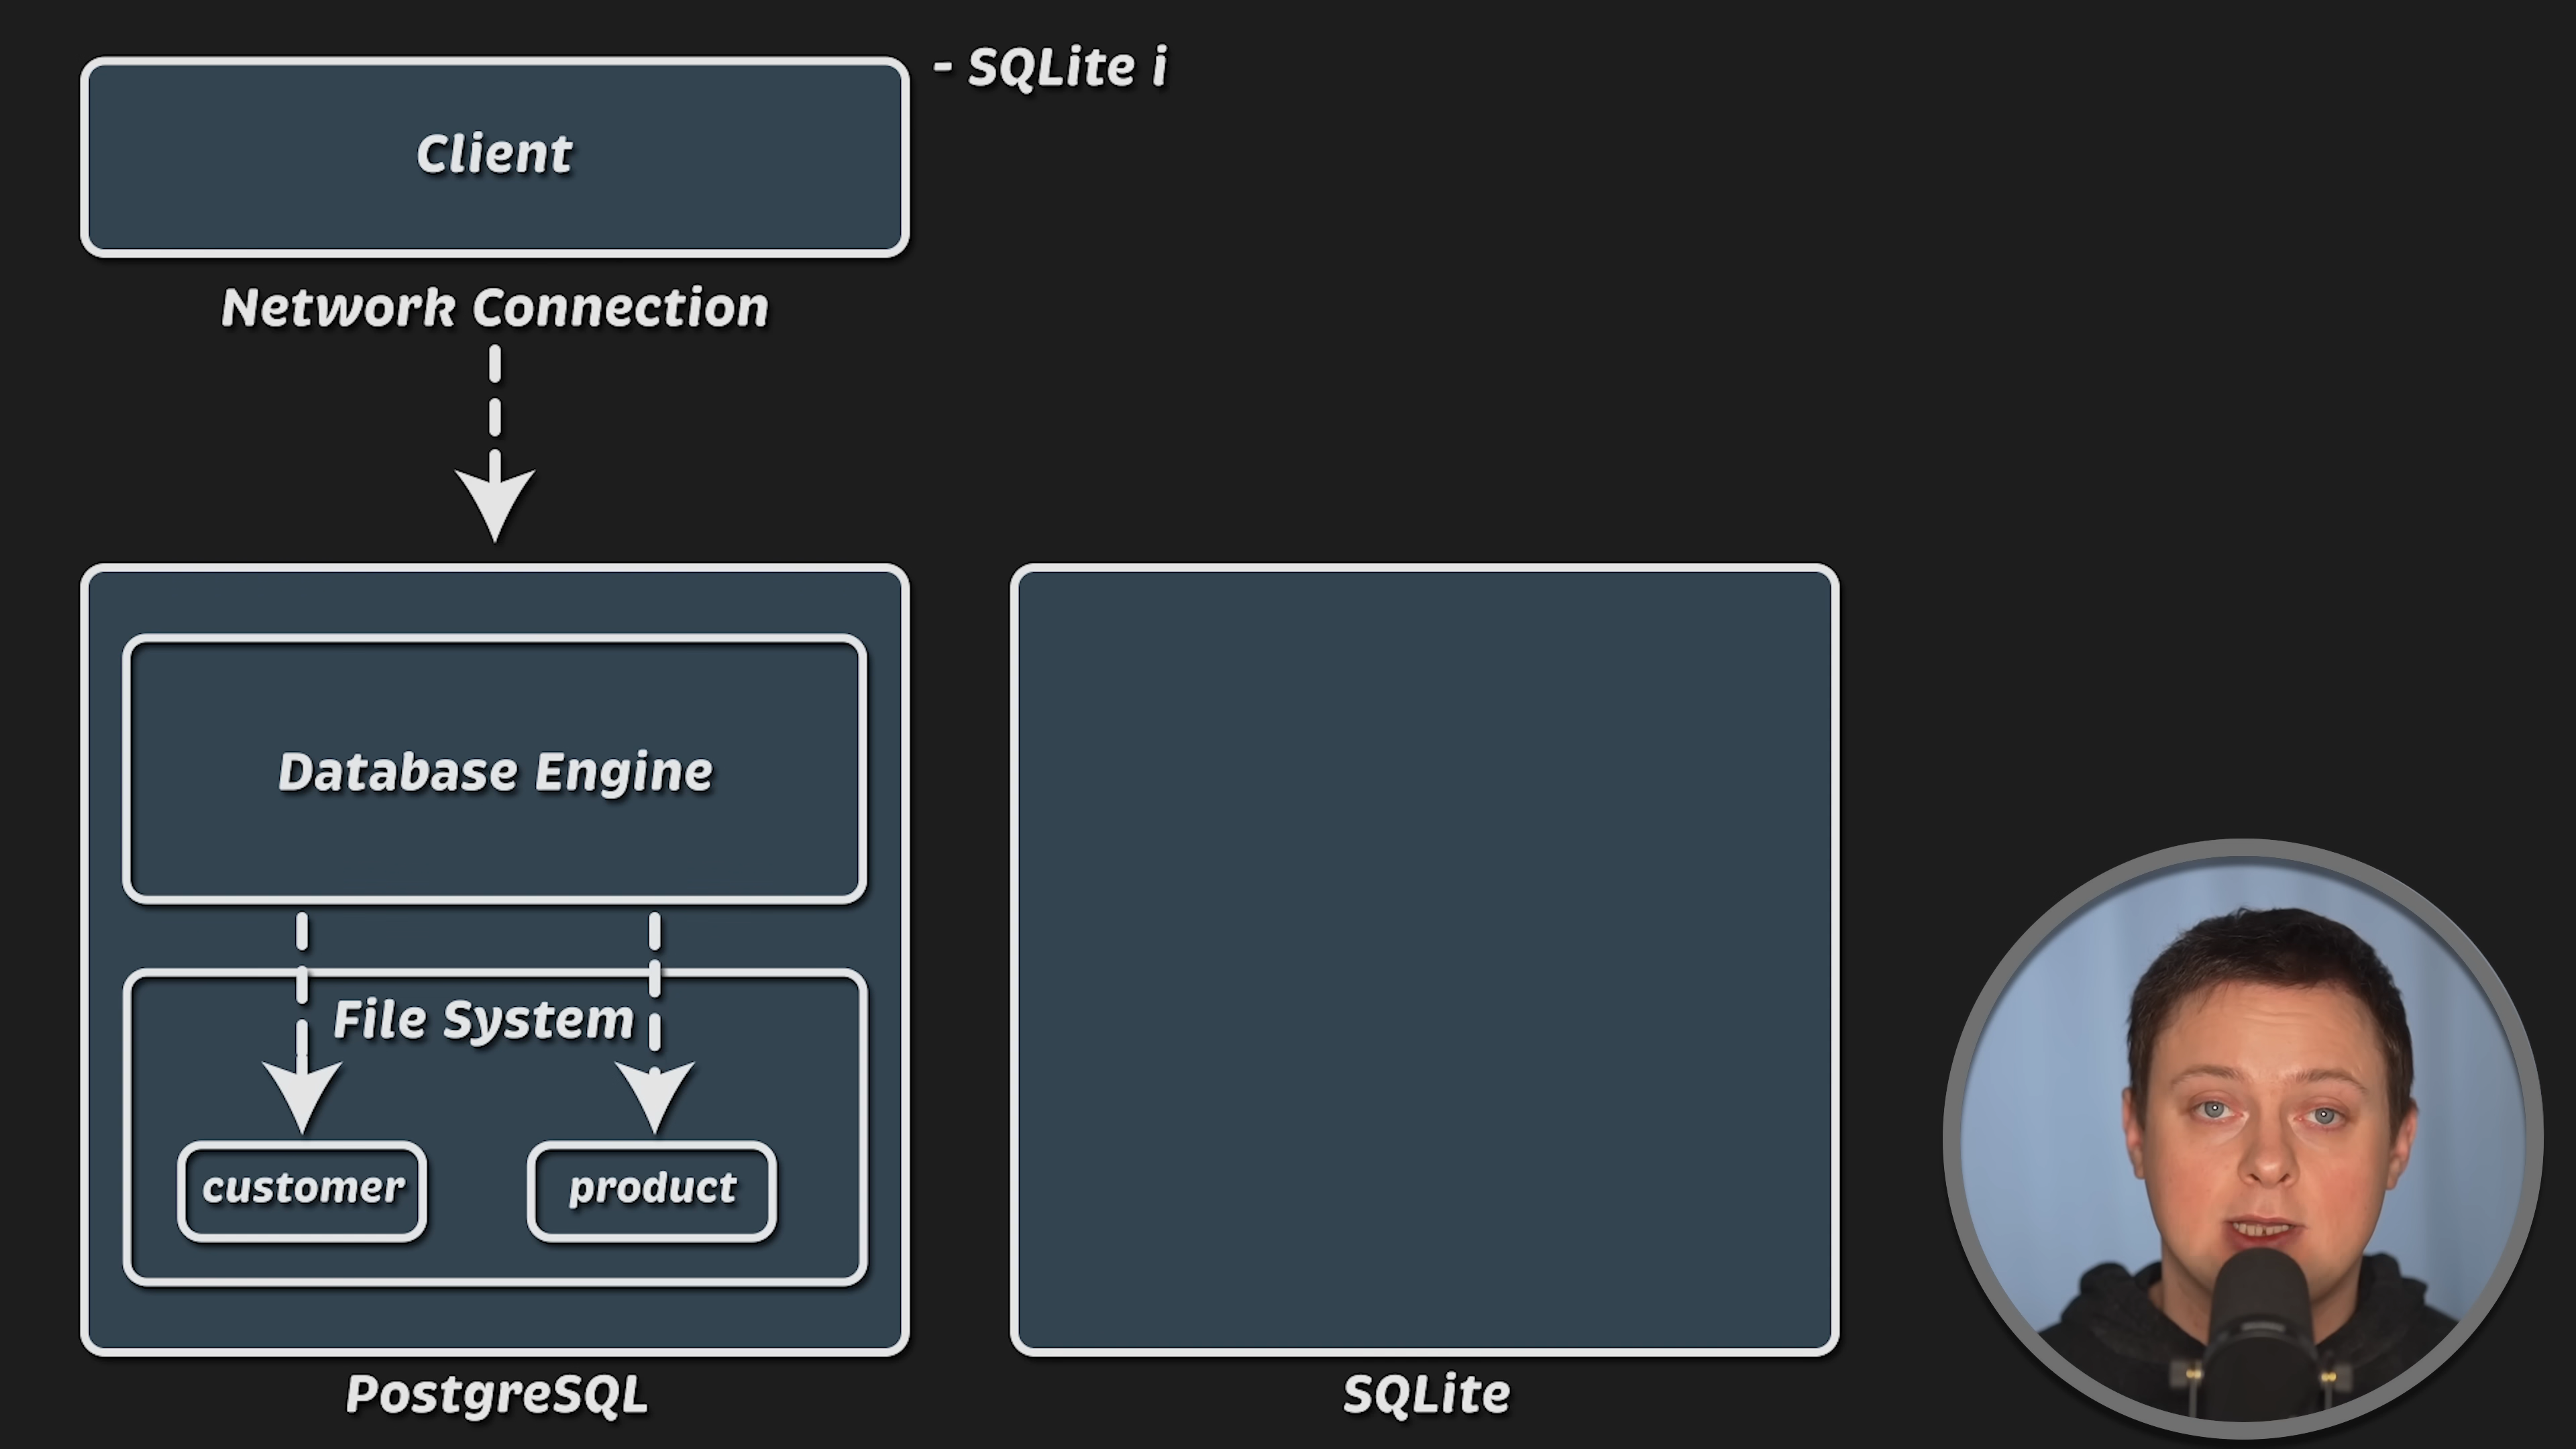 - SQLite i
Client
Network Connection
Database Engine
File System
customer
product
PostgreSQL
SQLite